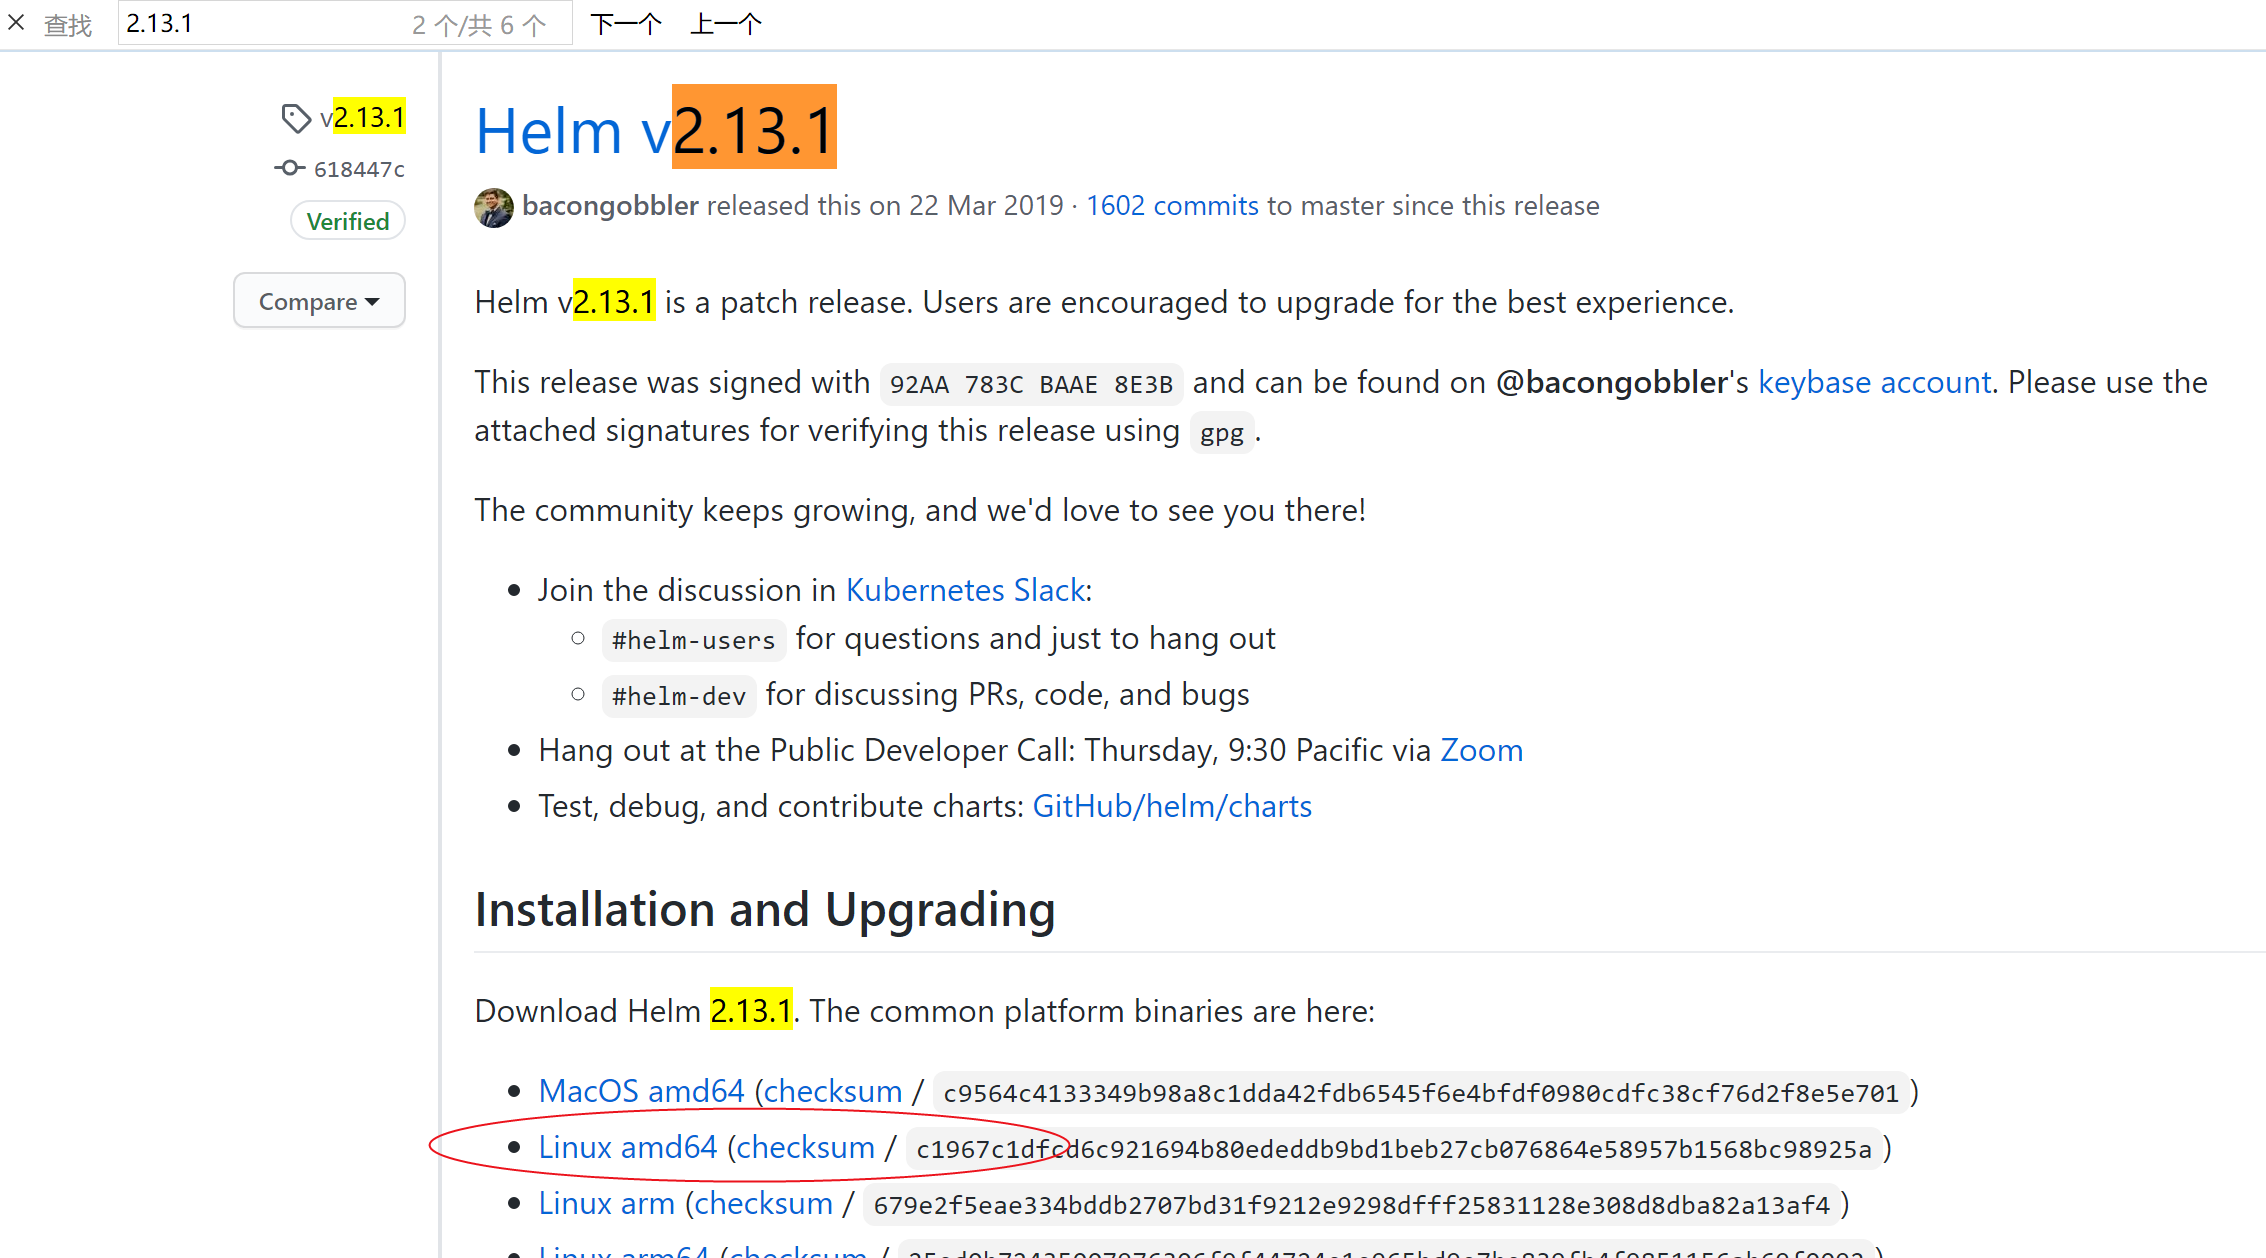 查找 2.13.1 2 个/共 6 个 下一个 上一个
v2.13.1
618447c
Verified
Compare
Helm v2.13.1
bacongobbler released this on 22 Mar 2019 · 1602 commits to master since this release
Helm v2.13.1 is a patch release. Users are encouraged to upgrade for the best experience.
This release was signed with 92AA 783C BAAE 8E3B and can be found on @bacongobbler's keybase account. Please use the
attached signatures for verifying this release using gpg.
The community keeps growing, and we'd love to see you there!
Join the discussion in Kubernetes Slack:
#helm-users for questions and just to hang out
#helm-dev for discussing PRs, code, and bugs
Hang out at the Public Developer Call: Thursday, 9:30 Pacific via Zoom
Test, debug, and contribute charts: GitHub/helm/charts
Installation and Upgrading
Download Helm 2.13.1. The common platform binaries are here:
MacOS amd64 (checksum / c9564c4133349b98a8c1dda42fdb6545f6e4bfdf0980cdfc38cf76d2f8e5e701)
Linux amd64 (checksum / c1967c1dfcd6c921694b80ededdb9bd1beb27cb076864e58957b1568bc98925a)
Linux arm (checksum / 679e2f5eae334bddb2707bd31f9212e9298dfff25831128e308d8dba82a13af4)
Linux arm64 (checksum /